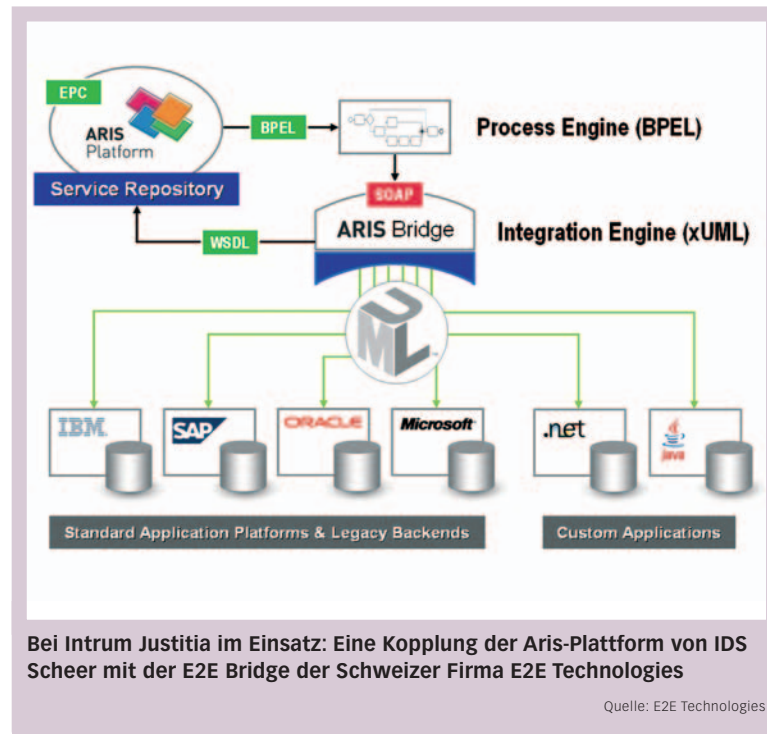 EPC
ARIS
Platform
BPEL
Process Engine (BPEL)
Service Repository
SOAP
ARIS Bridge
WSDL
Integration Engine (xUML)
UML
IBM
SAP
ORACLE
Microsoft
.net
java
Standard Application Platforms & Legacy Backends
Custom Applications
Bei Intrum Justitia im Einsatz: Eine Kopplung der Aris-Plattform von IDS
Scheer mit der E2E Bridge der Schweizer Firma E2E Technologies
Quelle: E2E Technologies